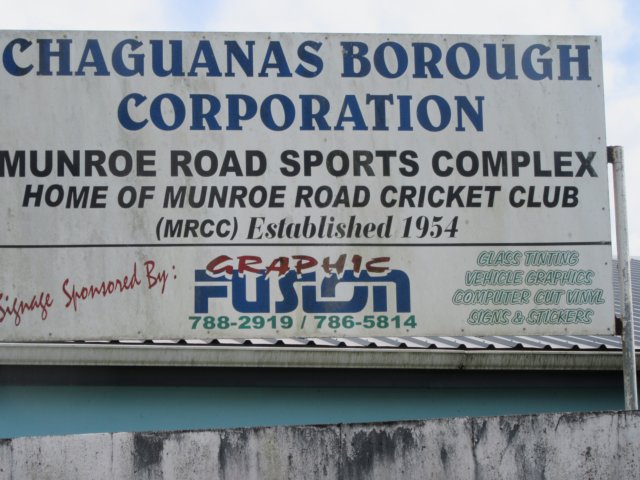 CHAGUANAS BOROUGH
CORPORATION
MUNROE ROAD SPORTS COMPLEX
HOME OF MUNROE ROAD CRICKET CLUB
(MRCC) Established 1954
Signage Sponsored By:
GRAPHIC
FUSION
788-2919 / 786-5814
GLASS TINTING
VEHICLE GRAPHICS
COMPUTER CUT VINYL
SIGNS & STICKERS